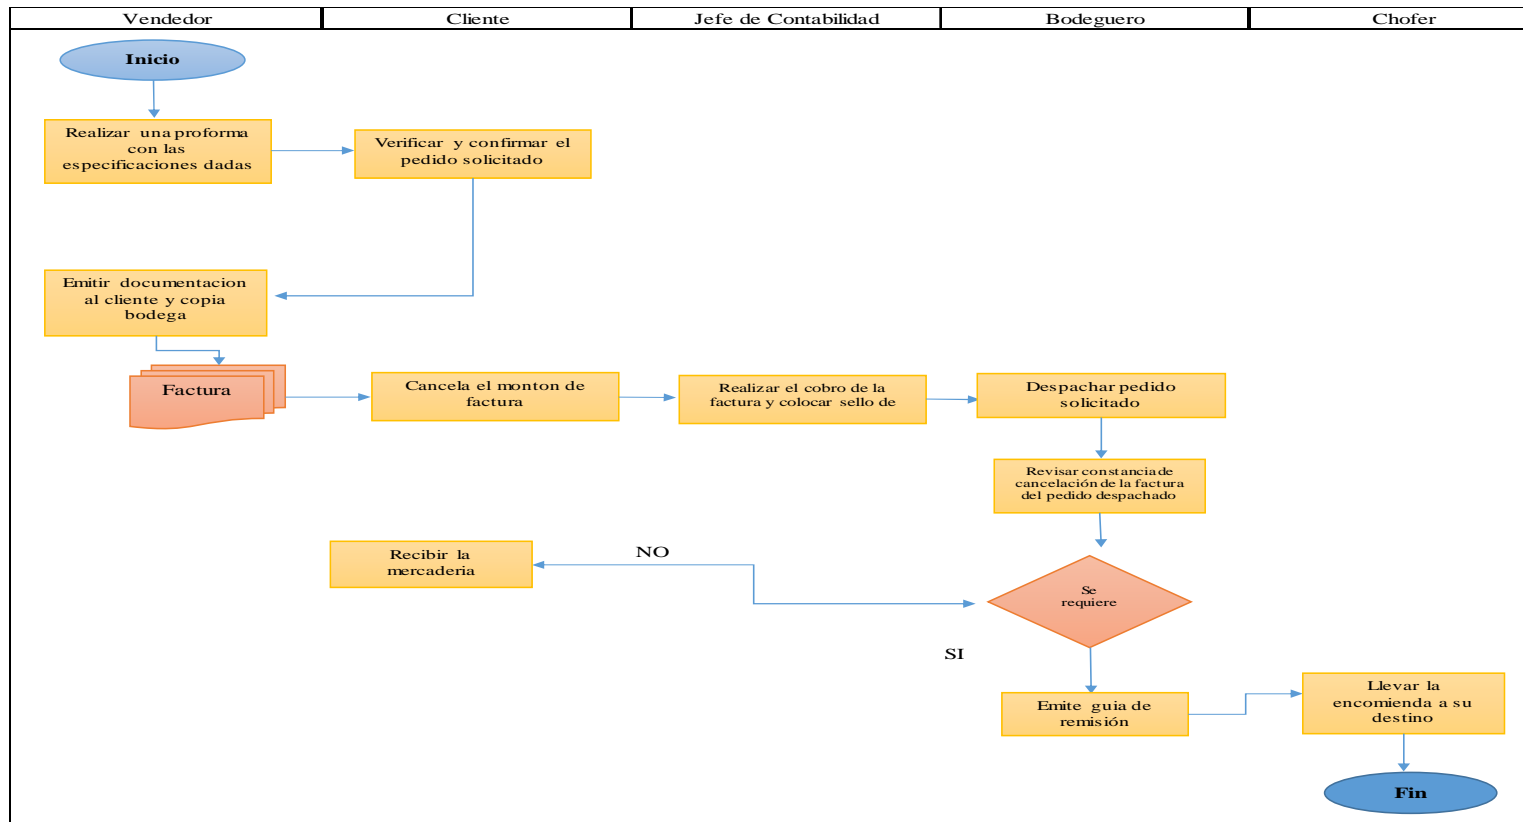 Vendedor
Cliente
Jefe de Contabilidad
Bodeguero
Chofer
Inicio
Realizar una proforma
con las
especificaciones dadas
Verificar y confirmar el
pedido solicitado
Emitir documentacion
al cliente y copia
bodega
Factura
Cancela el monton de
factura
Realizar el cobro de la
factura y colocar sello de
Despachar pedido
solicitado
Revisar constancia de
cancelación de la factura
del pedido despachado
Recibir la
mercaderia
NO
Se
requiere
SI
Emite guia de
remisión
Llevar la
encomienda a su
destino
Fin